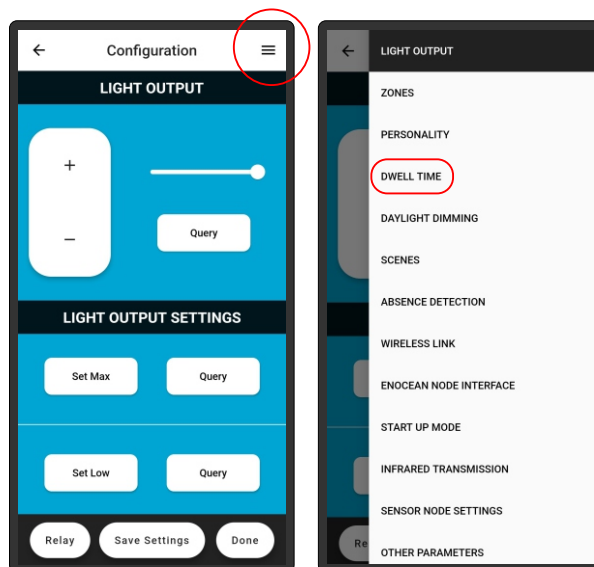 Configuration
LIGHT OUTPUT
+
Query
−
LIGHT OUTPUT SETTINGS
Set Max
Query
Set Low
Query
Relay
Save Settings
Done
LIGHT OUTPUT
ZONES
PERSONALITY
DWELL TIME
DAYLIGHT DIMMING
SCENES
ABSENCE DETECTION
WIRELESS LINK
ENOCEAN NODE INTERFACE
START UP MODE
INFRARED TRANSMISSION
SENSOR NODE SETTINGS
OTHER PARAMETERS
Re